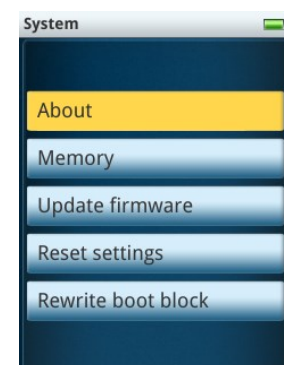 System
About
Memory
Update firmware
Reset settings
Rewrite boot block